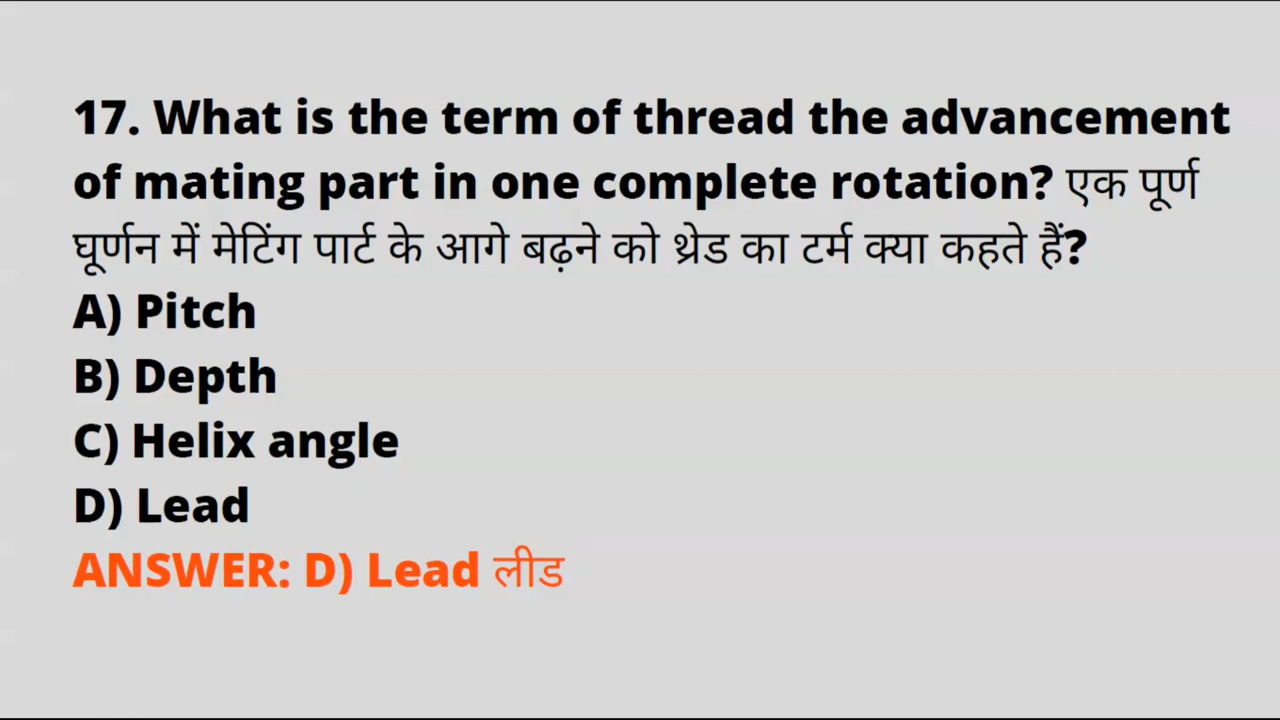 17. What is the term of thread the advancement
of mating part in one complete rotation? एक पूर्ण
घूर्णन में मेटिंग पार्ट के आगे बढ़ने को थ्रेड का टर्म क्या कहते हैं?
A) Pitch
B) Depth
C) Helix angle
D) Lead
ANSWER: D) Lead लीड